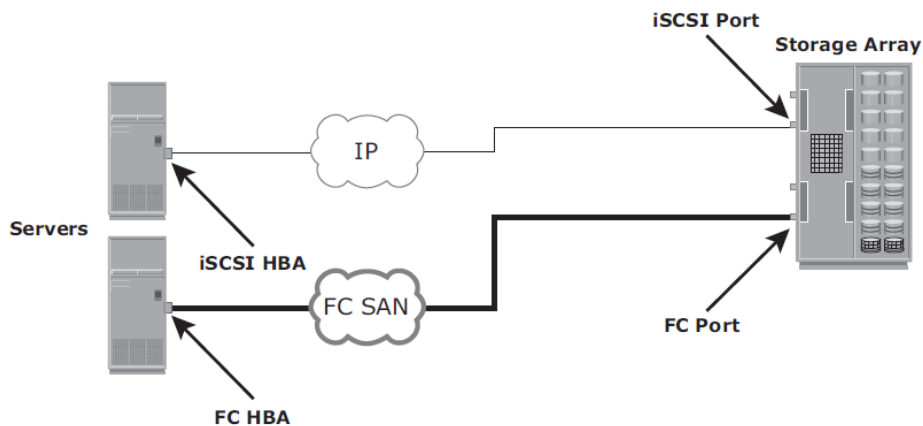 iSCSI Port
Storage Array
IP
Servers
iSCSI HBA
FC SAN
FC Port
FC HBA